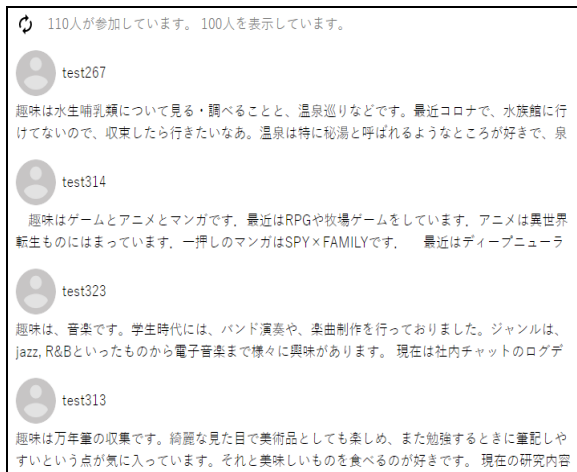 110人が参加しています。 100人を表示しています。
test267
趣味は水生哺乳類について見る・調べることと、温泉巡りなどです。最近コロナで、水族館に行
けてないので、収束したら行きたいなあ。温泉は特に秘湯と呼ばれるようなところが好きで、泉
test314
　趣味はゲームとアニメとマンガです．最近はRPGや牧場ゲームをしています．アニメは異世界
転生ものにはまっています．一押しのマンガはSPY×FAMILYです．　　最近はディープニューラ
test323
趣味は、音楽です。学生時代には、バンド演奏や、楽曲制作を行っておりました。ジャンルは、
jazz, R&Bといったものから電子音楽まで様々に興味があります。 現在は社内チャットのログデ
test313
趣味は万年筆の収集です。綺麗な見た目で美術品としても楽しめ、また勉強するときに筆記しや
すいという点が気に入っています。それと美味しいものを食べるのが好きです。 現在の研究内容